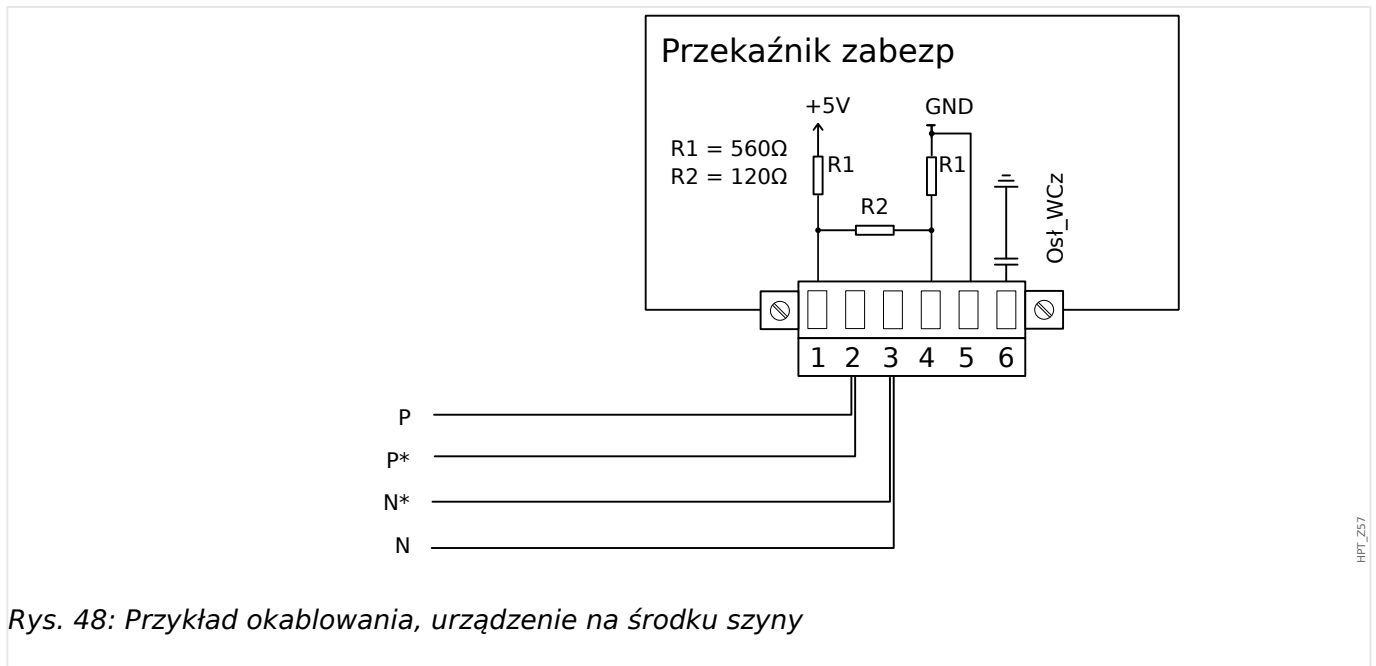 Przekaźnik zabezp
+5V
GND
R1 = 560Ω
R2 = 120Ω
R1
R1
R2
Osł_WCz
1 2 3 4 5 6
P
P*
N*
N
HPT_Z57
Rys. 48: Przykład okablowania, urządzenie na środku szyny